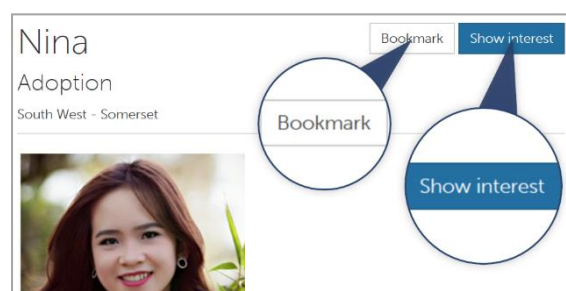 Nina
Bookmark
Show interest
Adoption
South West - Somerset
Bookmark
Show interest